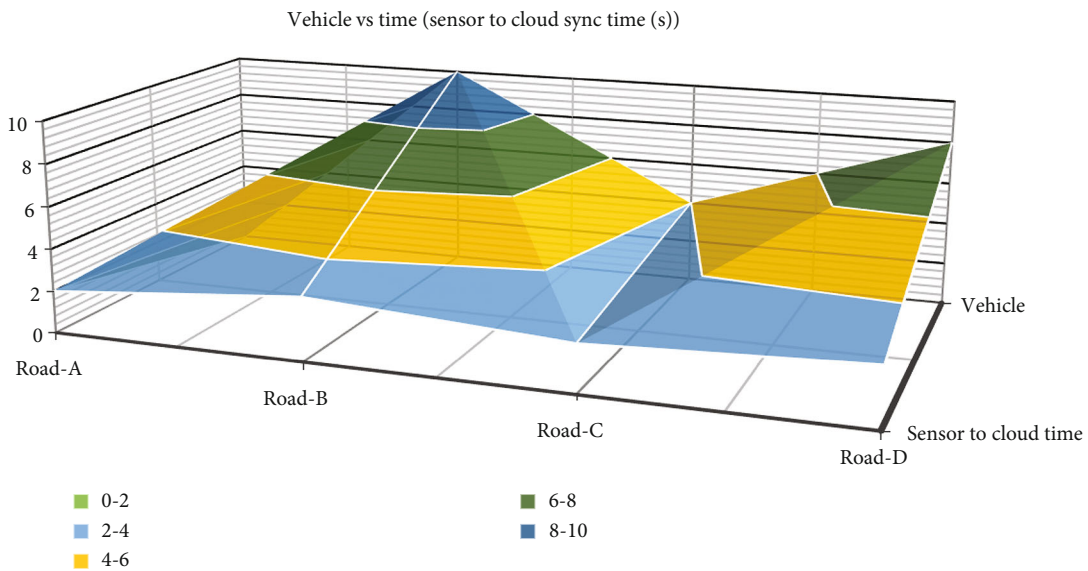 Vehicle vs time (sensor to cloud sync time (s))
10
8
6
4
2
0
Road-A
Road-B
Road-C
Road-D
Vehicle
Sensor to cloud time
0-2
2-4
4-6
6-8
8-10